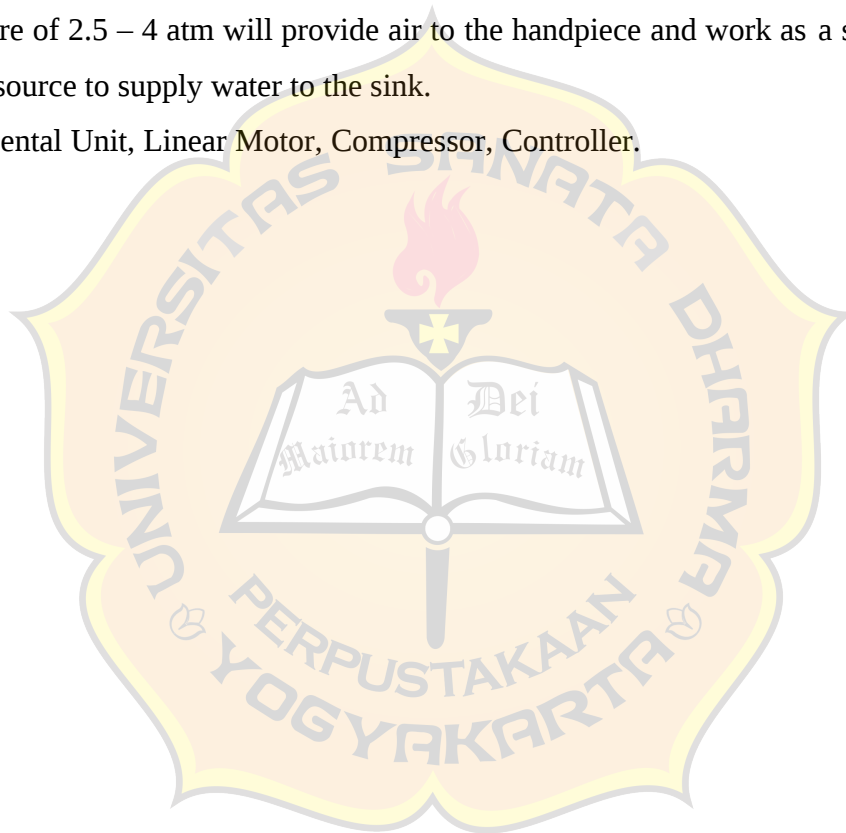 re of 2.5 – 4 atm will provide air to the handpiece and work as a s
source to supply water to the sink.
ental Unit, Linear Motor, Compressor, Controller.
UNIVERSITAS SANATA DHARMA
Ad Dei
Maiorem Gloriam
PERPUSTAKAAN
YOGYAKARTA